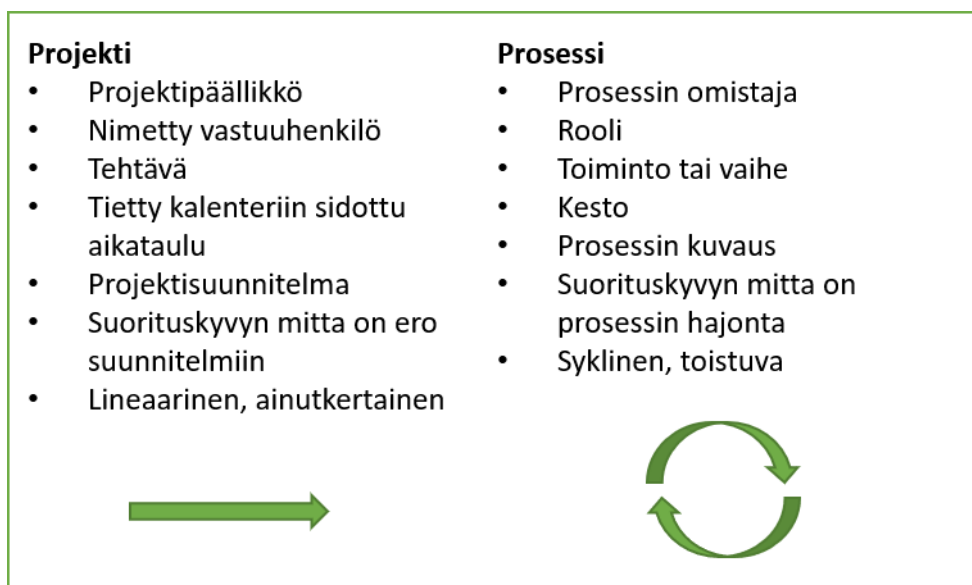 Projekti
• Projektipäällikkö
• Nimetty vastuuhenkilö
• Tehtävä
• Tietty kalenteriin sidottu
aikataulu
• Projektisuunnitelma
• Suorituskyvyn mitta on ero
suunnitelmiin
• Lineaarinen, ainutkertainen
Prosessi
• Prosessin omistaja
• Rooli
• Toiminto tai vaihe
• Kesto
• Prosessin kuvaus
• Suorituskyvyn mitta on
prosessin hajonta
• Syklinen, toistuva